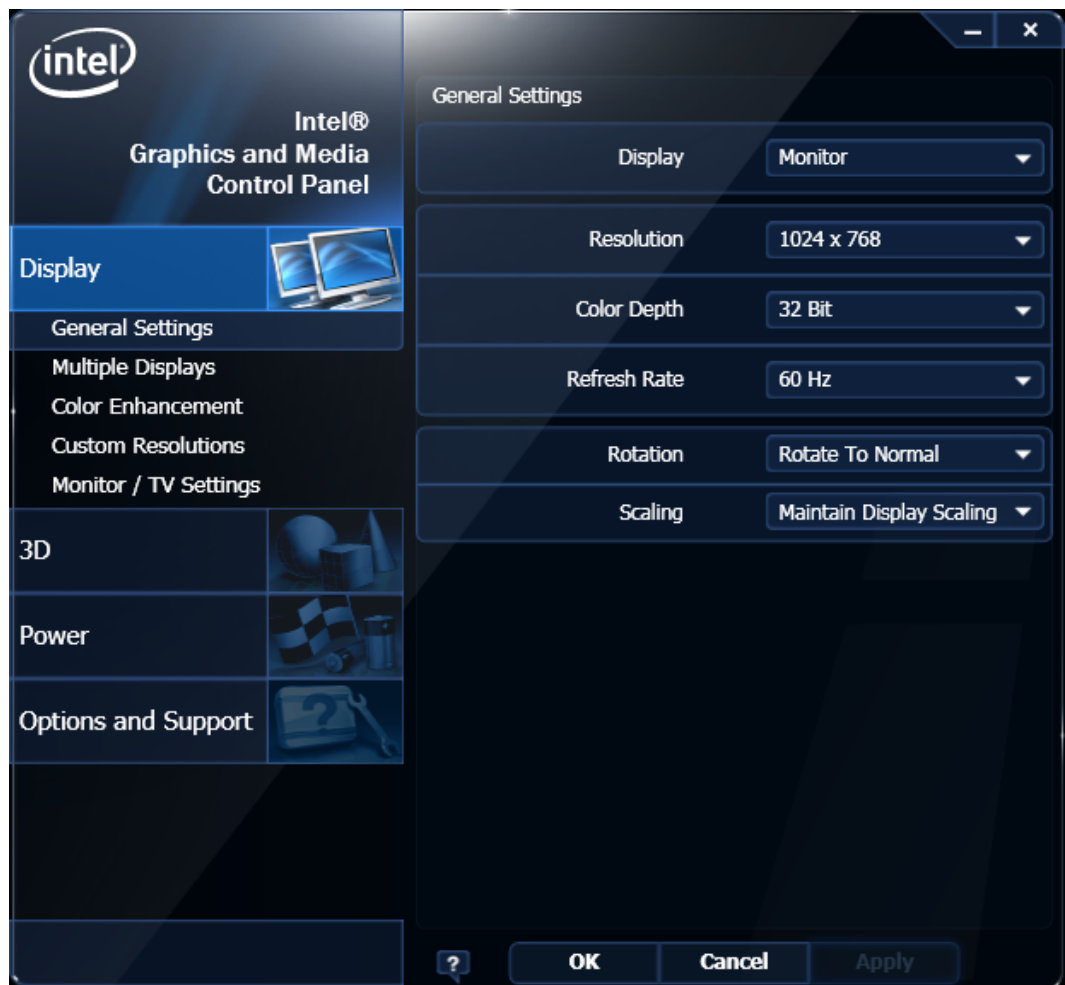 intel
Intel®
Graphics and Media
Control Panel
Display
General Settings
Multiple Displays
Color Enhancement
Custom Resolutions
Monitor / TV Settings
3D
Power
Options and Support
General Settings
Display Monitor
Resolution 1024 x 768
Color Depth 32 Bit
Refresh Rate 60 Hz
Rotation Rotate To Normal
Scaling Maintain Display Scaling
? OK Cancel Apply